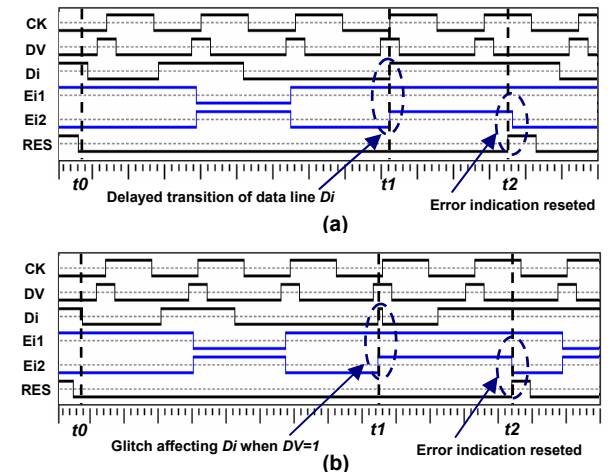 CK
DV
Di
Ei1
Ei2
RES
t0 t1 t2
Delayed transition of data line Di
Error indication reseted
(a)
CK
DV
Di
Ei1
Ei2
RES
t0 t1 t2
Glitch affecting Di when DV=1
Error indication reseted
(b)